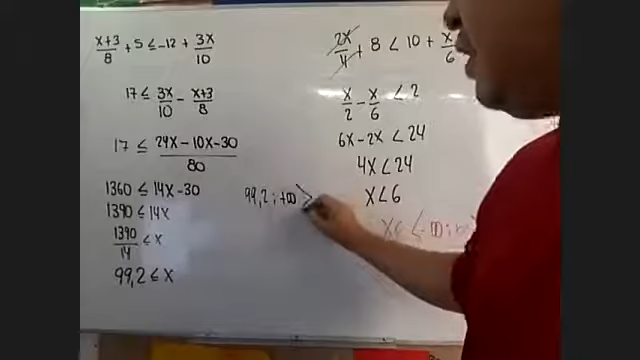 x+3/8 + 5 ≤ -12 + 3x/10
17 ≤ 3x/10 - x+3/8
17 ≤ 24x - 10x - 30/80
1360 ≤ 14x - 30
1390 ≤ 14x
1390/14 ≤ x
99,2 ≤ x
99,2 ; +∞ >
2x/4 + 8 < 10 + x/6
x/2 - x/6 < 2
6x - 2x < 24
4x < 24
x < 6
x ∈ < -∞ ;